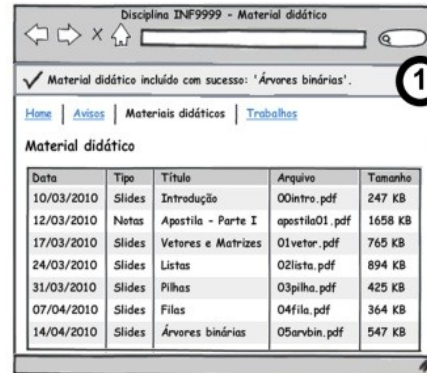 Disciplina INF9999 - Material didático
Material didático incluído com sucesso: 'Árvores binárias'.
1
Home | Avisos | Materiais didáticos | Trabalhos
Material didático
Data Tipo Título Arquivo Tamanho
10/03/2010 Slides Introdução 00intro.pdf 247 KB
12/03/2010 Notas Apostila - Parte I apostila01.pdf 1658 KB
17/03/2010 Slides Vetores e Matrizes 01vetor.pdf 765 KB
24/03/2010 Slides Listas 02lista.pdf 894 KB
31/03/2010 Slides Pilhas 03pilha.pdf 425 KB
07/04/2010 Slides Filas 04fila.pdf 364 KB
14/04/2010 Slides Árvores binárias 05arvbin.pdf 547 KB